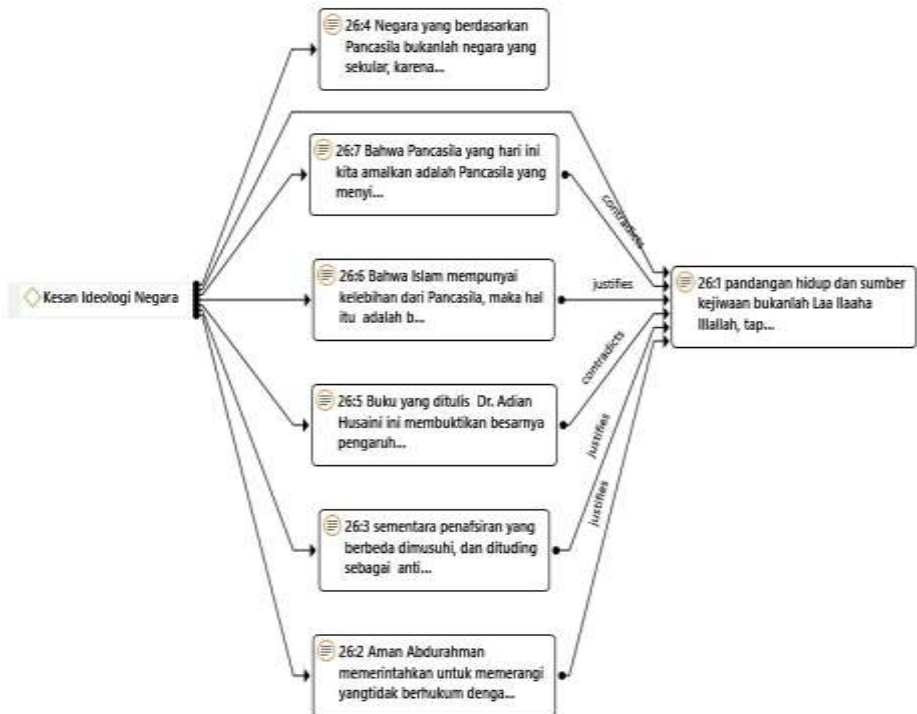 26:4 Negara yang berdasarkan
Pancasila bukanlah negara yang
sekular, karena...
26:7 Bahwa Pancasila yang hari ini
kita amalkan adalah Pancasila yang
menyi...
contradicts
Kesan Ideologi Negara
26:6 Bahwa Islam mempunyai
kelebihan dari Pancasila, maka hal
itu adalah b...
justifies
26:1 pandangan hidup dan sumber
kejiwaan bukanlah Laa Ilaaha
Illallah, tap...
26:5 Buku yang ditulis Dr. Adian
Husaini ini membuktikan besarnya
pengaruh...
contradicts
justifies
justifies
26:3 sementara penafsiran yang
berbeda dimusuhi, dan dituding
sebagai anti...
26:2 Aman Abdurahman
memerintahkan untuk memerangi
yangtidak berhukum denga...